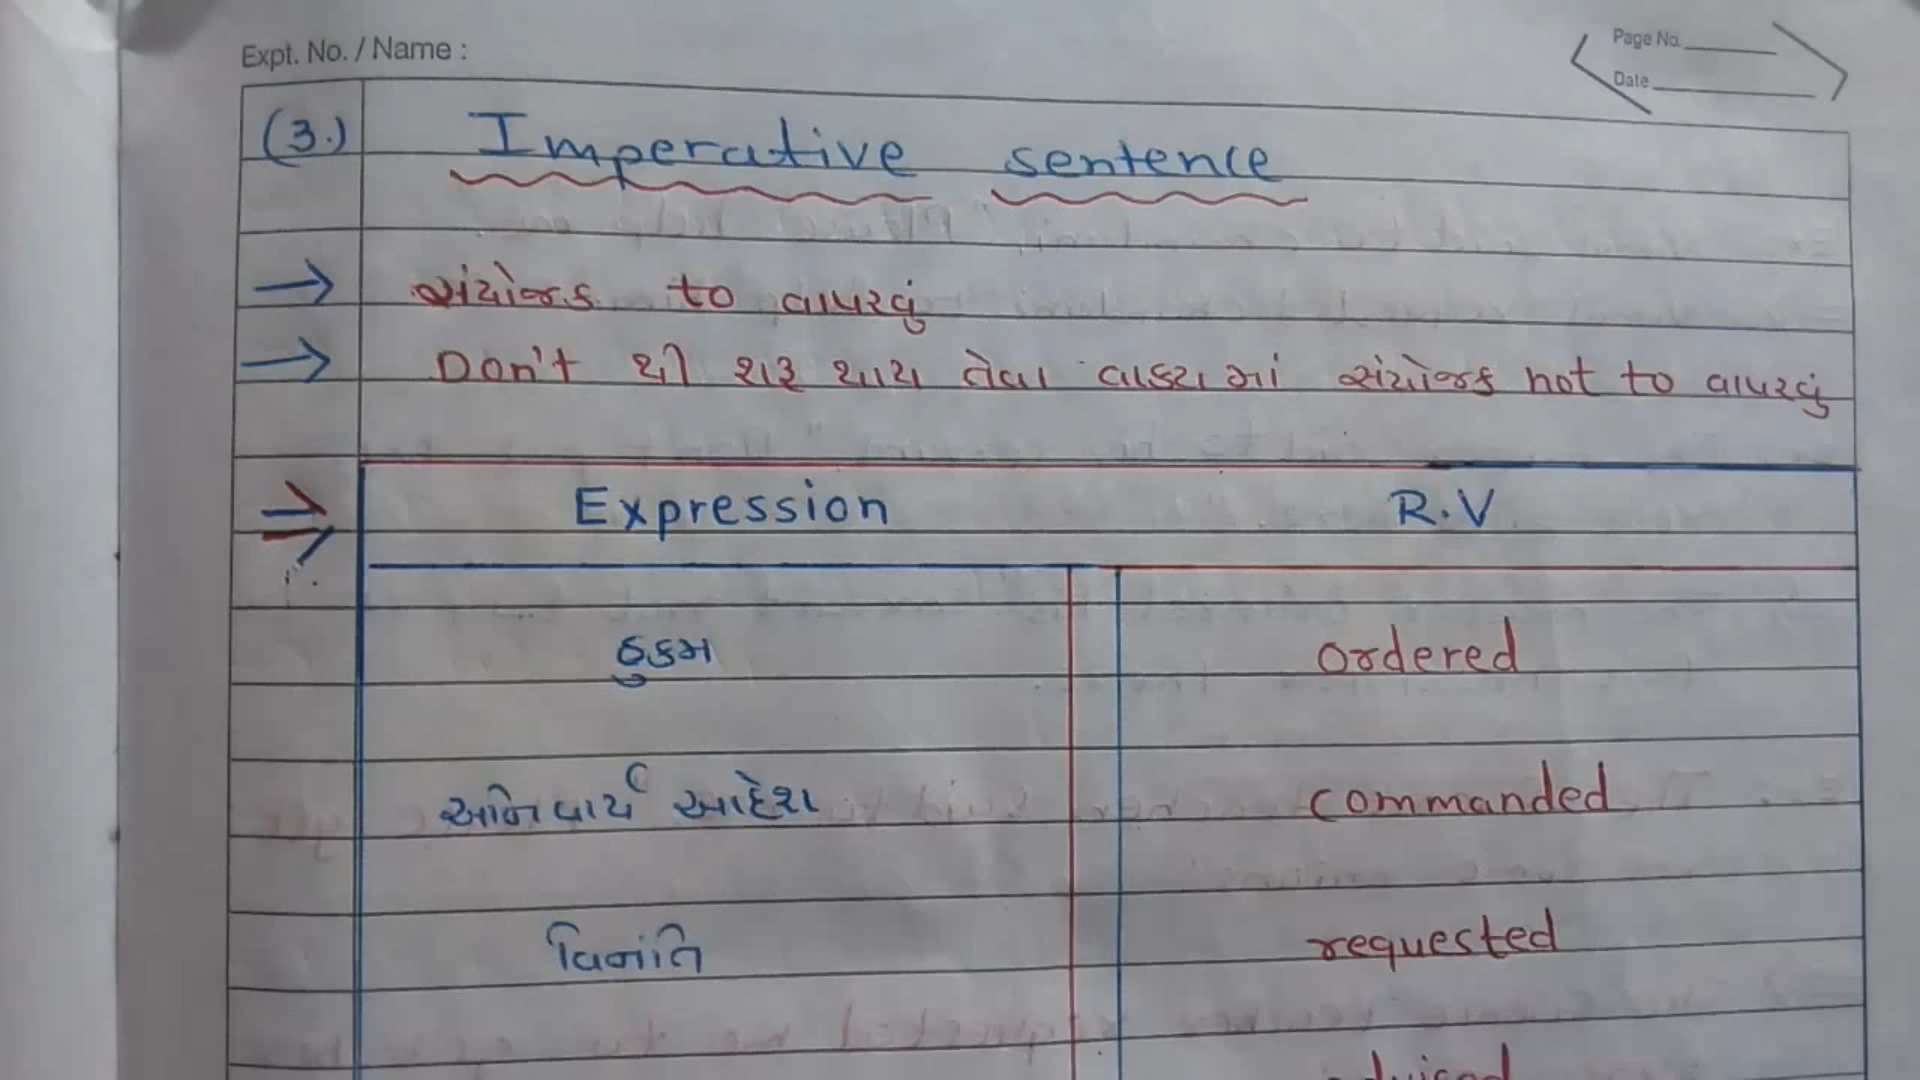 Expt. No. / Name :
Page No.
Date
(3.) Imperative sentence
→ સંયોજક to વાપરવું
→ Don't થી શરૂ થાય તેવા વાક્યમાં સંયોજક not to વાપરવું
Expression R.V
હુકમ ordered
અનિવાર્ય આદેશ commanded
વિનંતિ requested